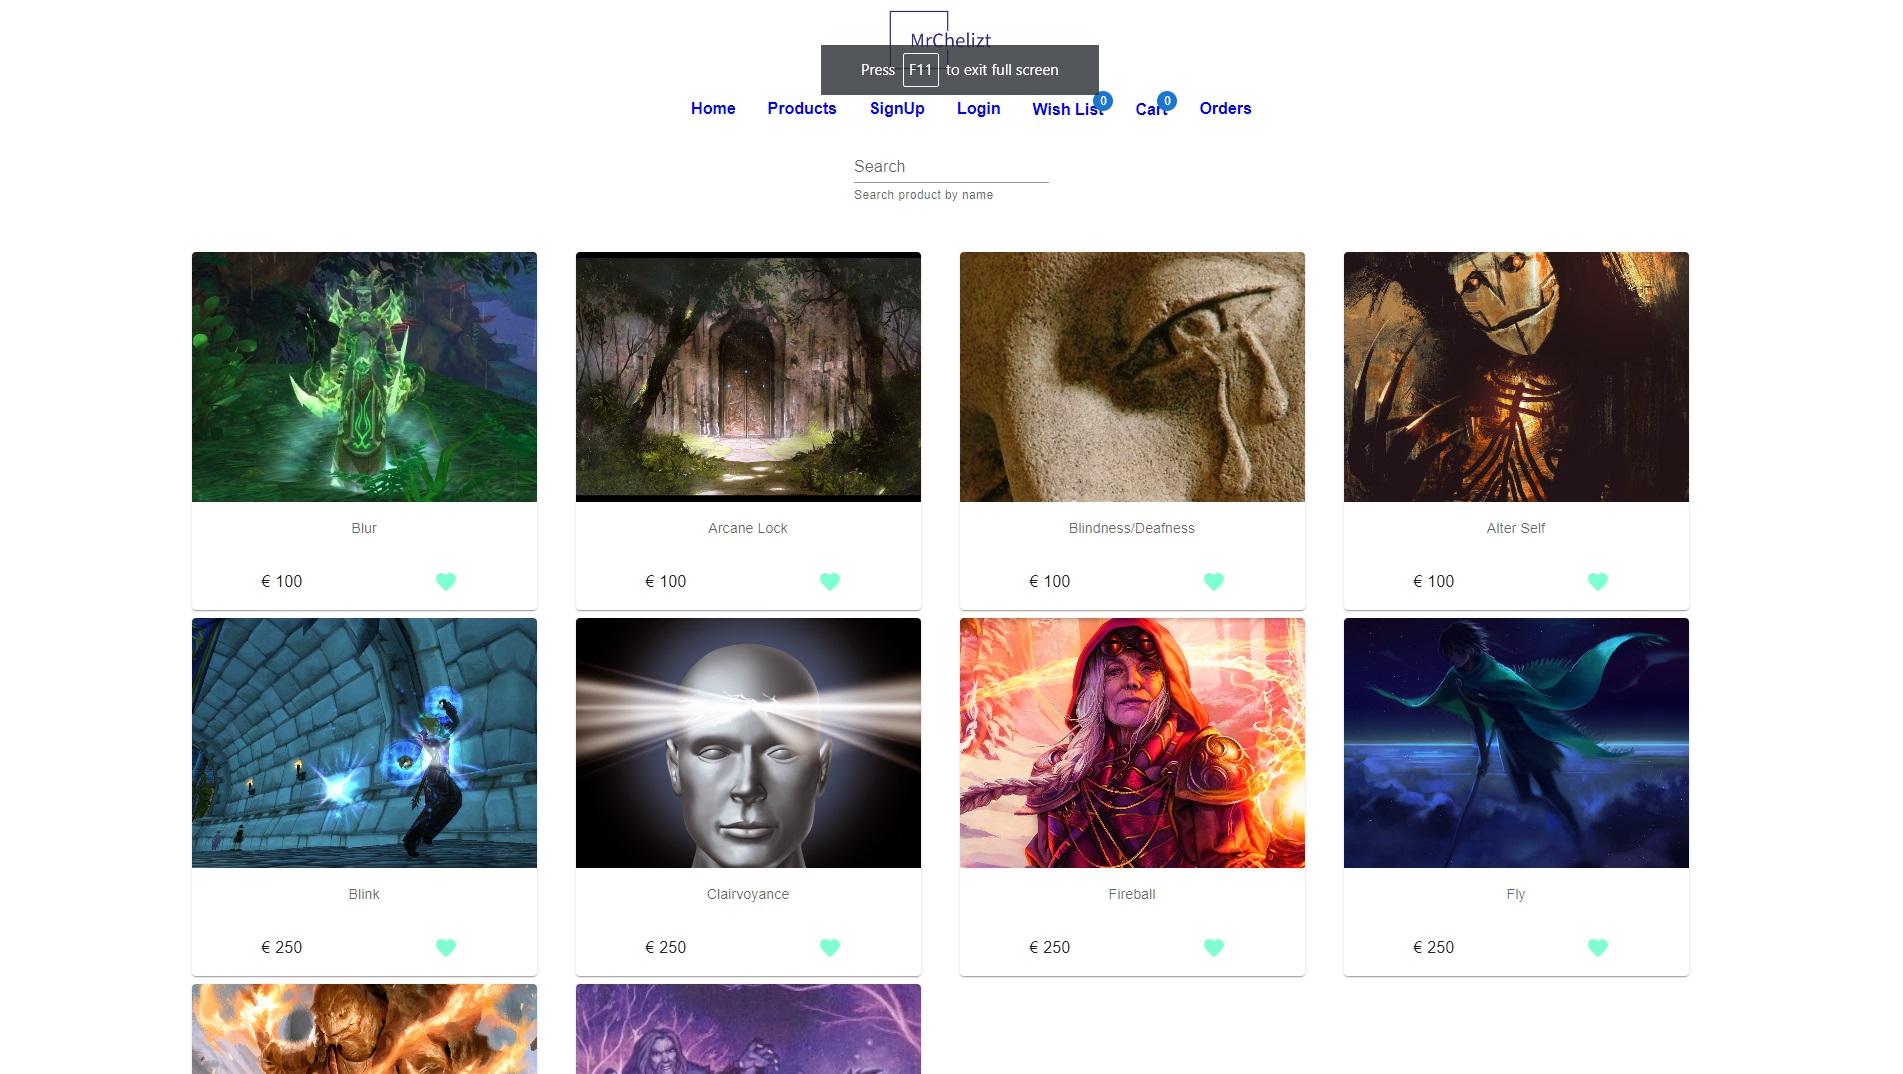 MrChelizt
Press F11 to exit full screen
Home Products SignUp Login Wish List 0 Cart 0 Orders
Search
Search product by name
Blur Arcane Lock Blindness/Deafness Alter Self
€ 100 € 100 € 100 € 100
Blink Clairvoyance Fireball Fly
€ 250 € 250 € 250 € 250